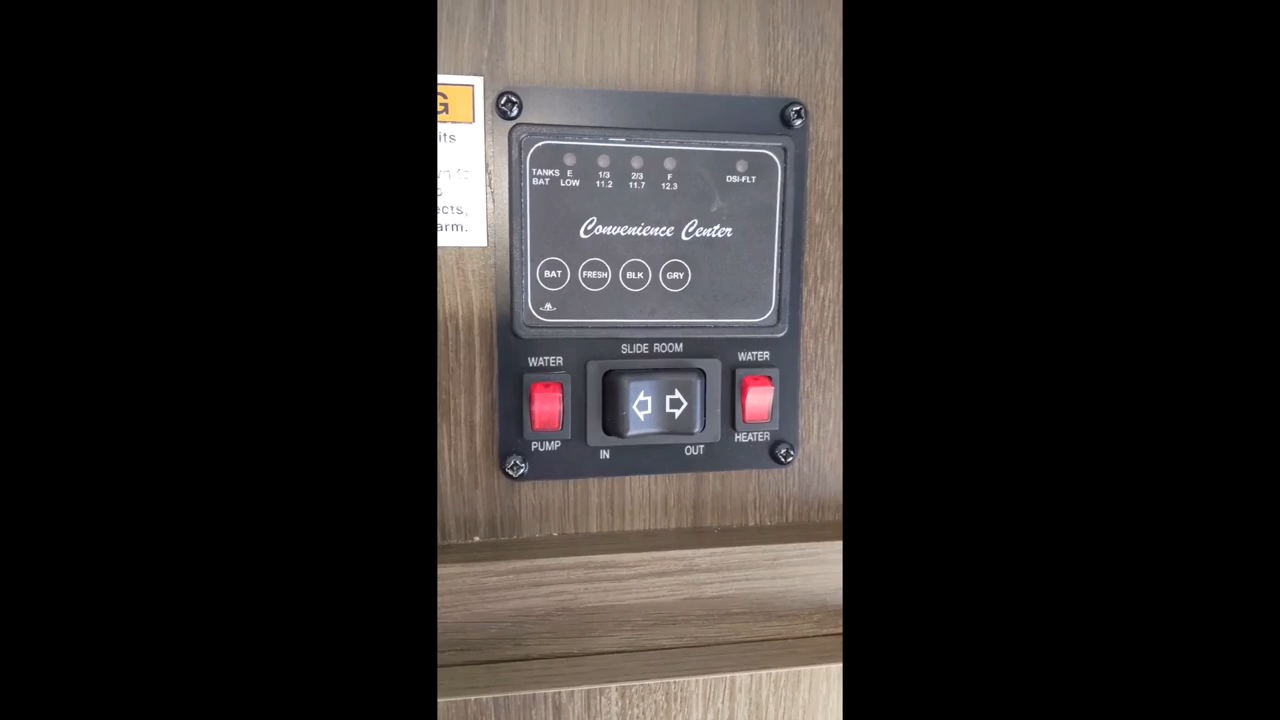 G
its
ects,
arm.
TANKS E 1/3 2/3 F
BAT LOW 11.2 11.7 12.3
DSI-FLT
Convenience Center
BAT FRESH BLK GRY
SLIDE ROOM
WATER
PUMP
IN OUT
WATER
HEATER